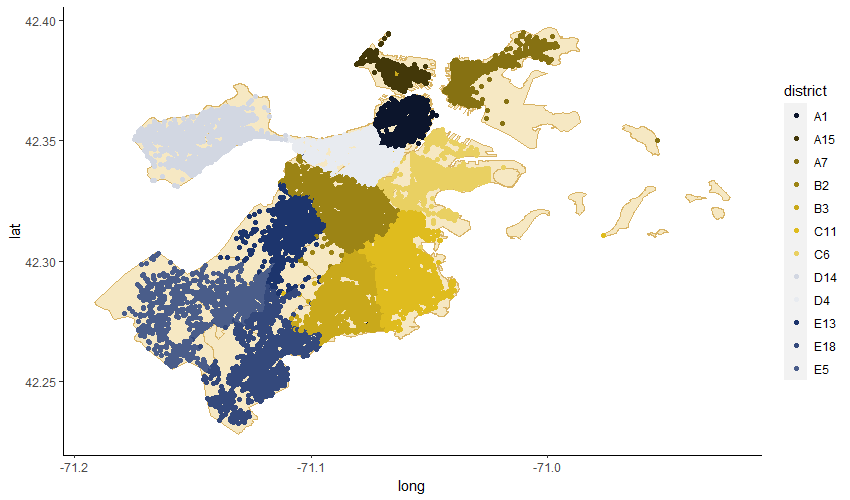 42.40
42.35
42.30
42.25
lat
-71.2
-71.1
-71.0
long
district
A1
A15
A7
B2
B3
C11
C6
D14
D4
E13
E18
E5